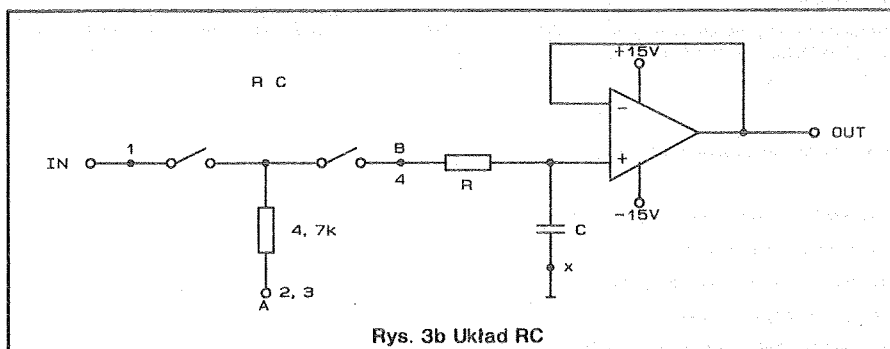 +15V
R C
−
IN
1
B
OUT
4
R
+
−15V
4, 7k
C
x
2, 3
A
Rys. 3b Układ RC